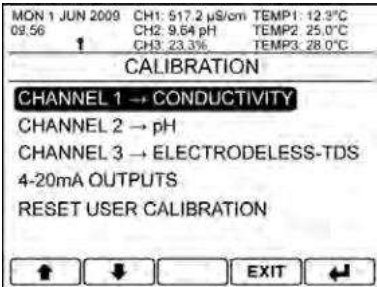 MON 1 JUN 2009 CH1: 517.2 µS/cm TEMP1: 12.3°C
09:56 CH2: 9.64 pH TEMP2: 25.0°C
CH3: 23.3% TEMP3: 28.0°C
CALIBRATION
CHANNEL 1 → CONDUCTIVITY
CHANNEL 2 → pH
CHANNEL 3 → ELECTRODELESS-TDS
4-20mA OUTPUTS
RESET USER CALIBRATION
EXIT